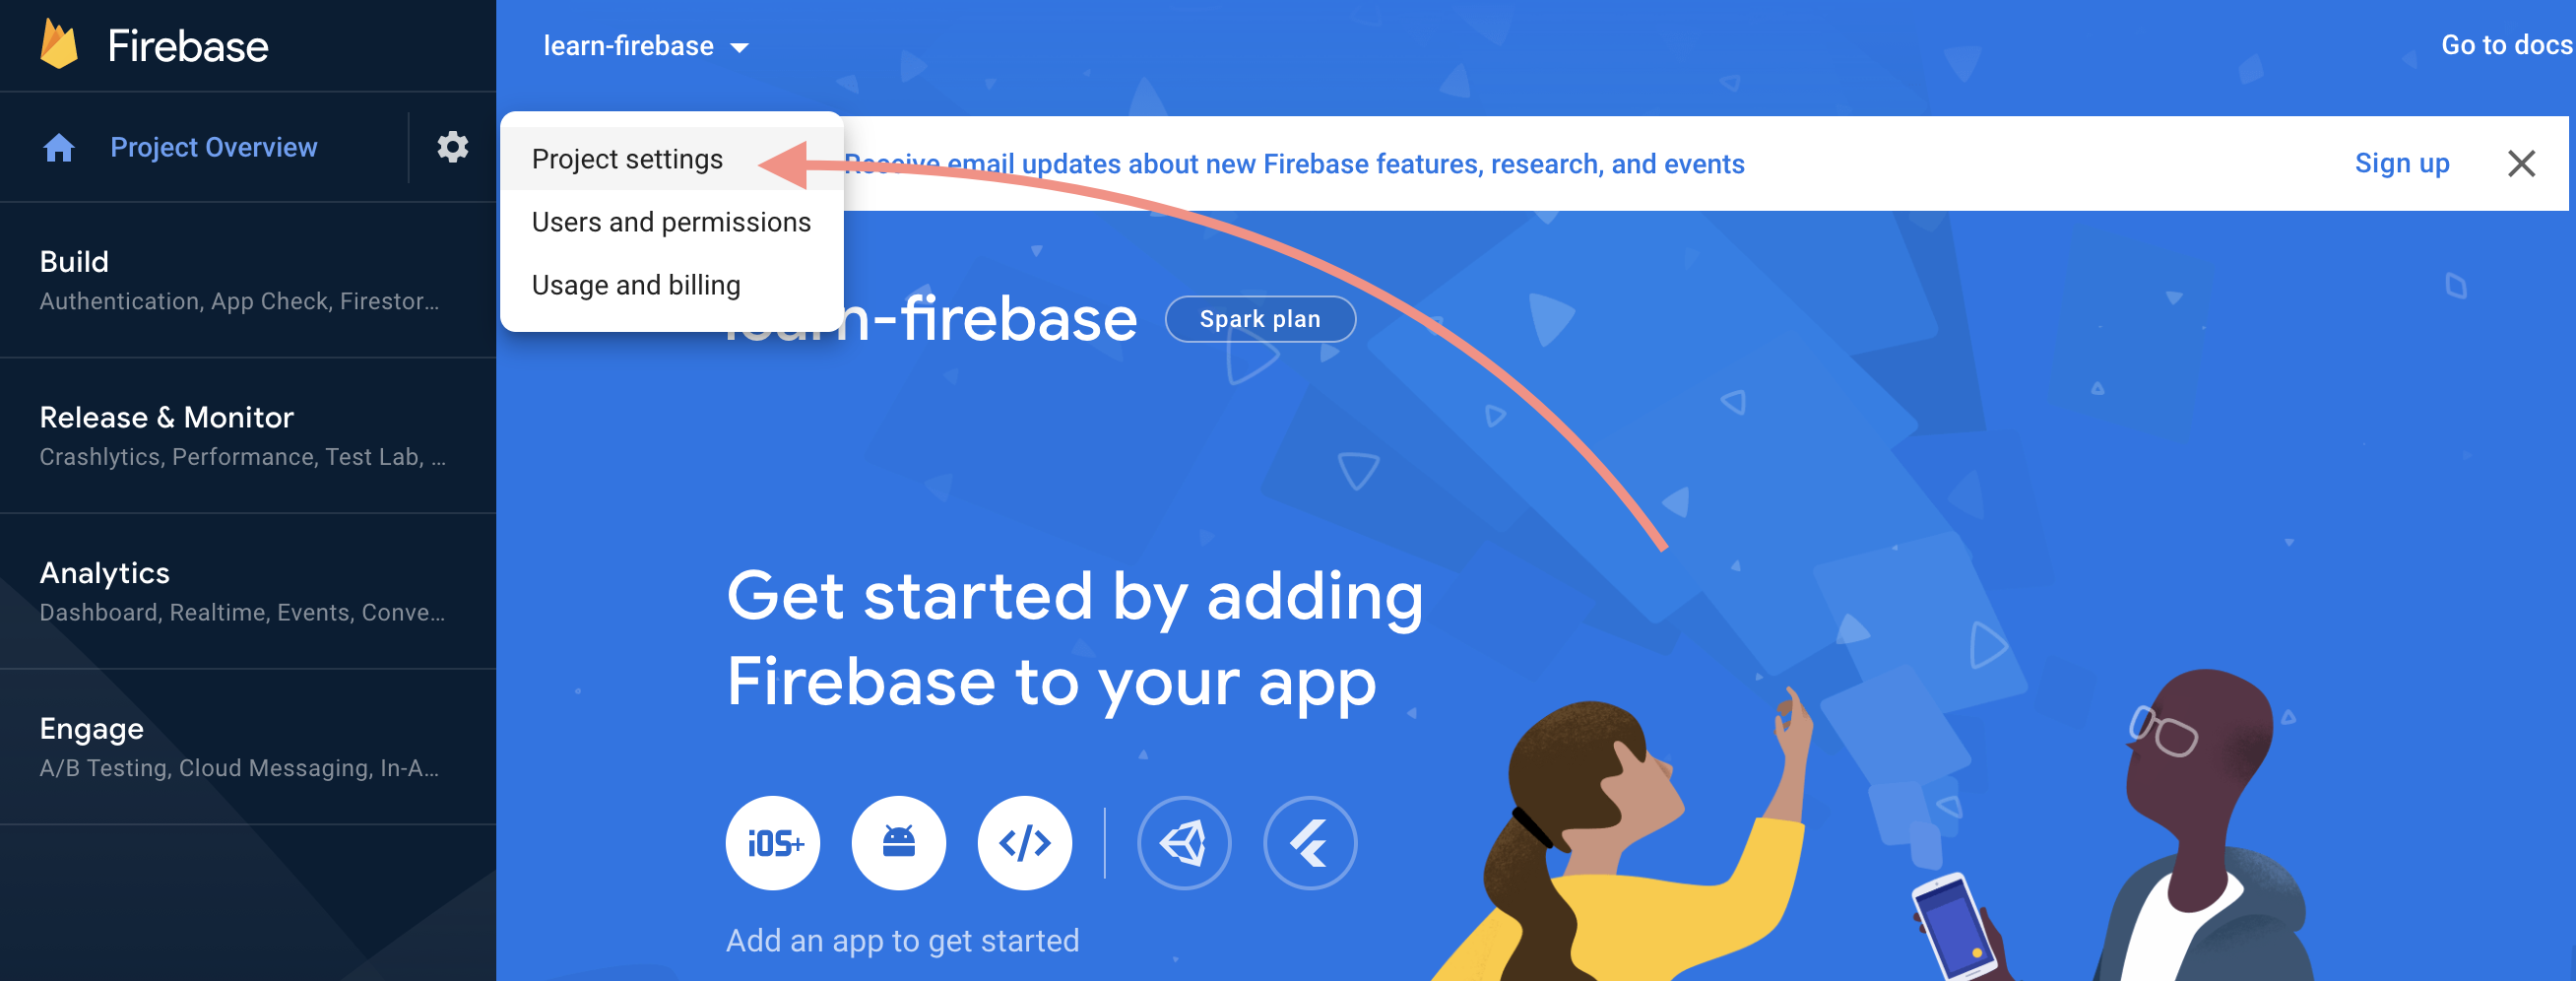 Firebase
learn-firebase
Go to docs
Project Overview
Project settings
Users and permissions
Usage and billing
Receive email updates about new Firebase features, research, and events
Sign up
Build
Authentication, App Check, Firestor...
Release & Monitor
Crashlytics, Performance, Test Lab, ...
Analytics
Dashboard, Realtime, Events, Conve...
Engage
A/B Testing, Cloud Messaging, In-A...
learn-firebase
Spark plan
Get started by adding
Firebase to your app
iOS+
Add an app to get started